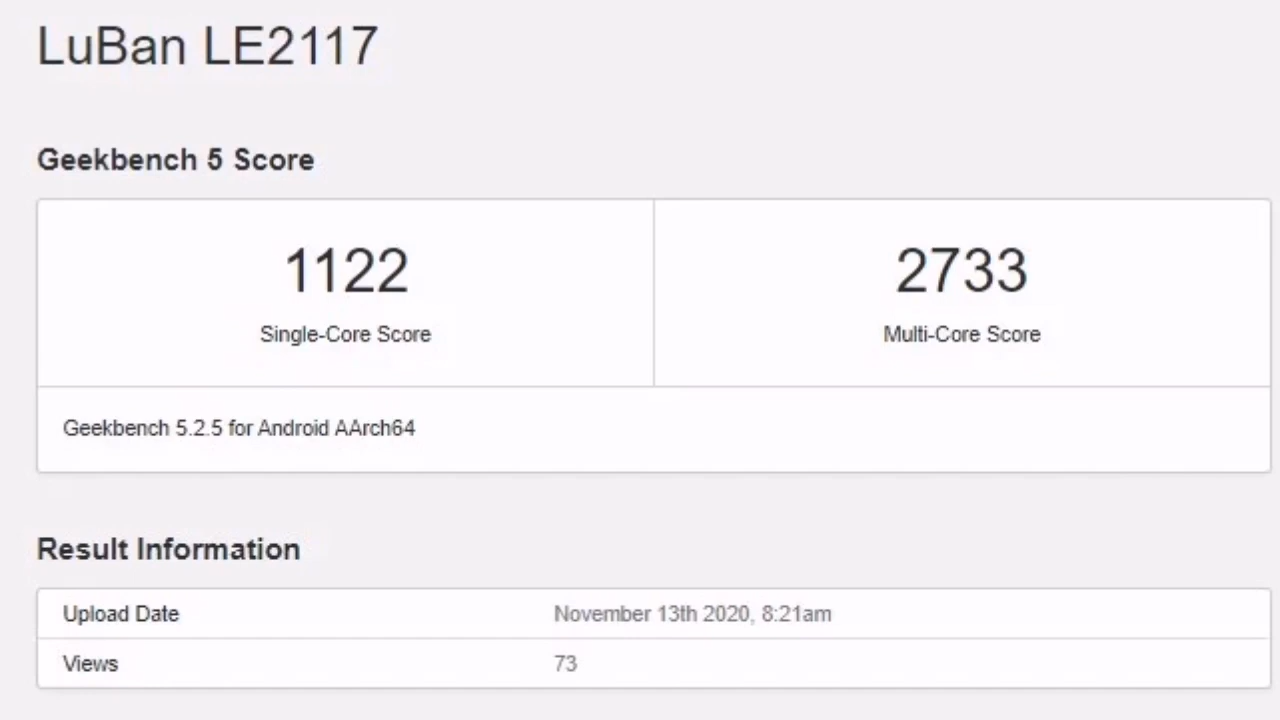 LuBan LE2117
Geekbench 5 Score
1122
Single-Core Score
2733
Multi-Core Score
Geekbench 5.2.5 for Android AArch64
Result Information
Upload Date November 13th 2020, 8:21am
Views 73